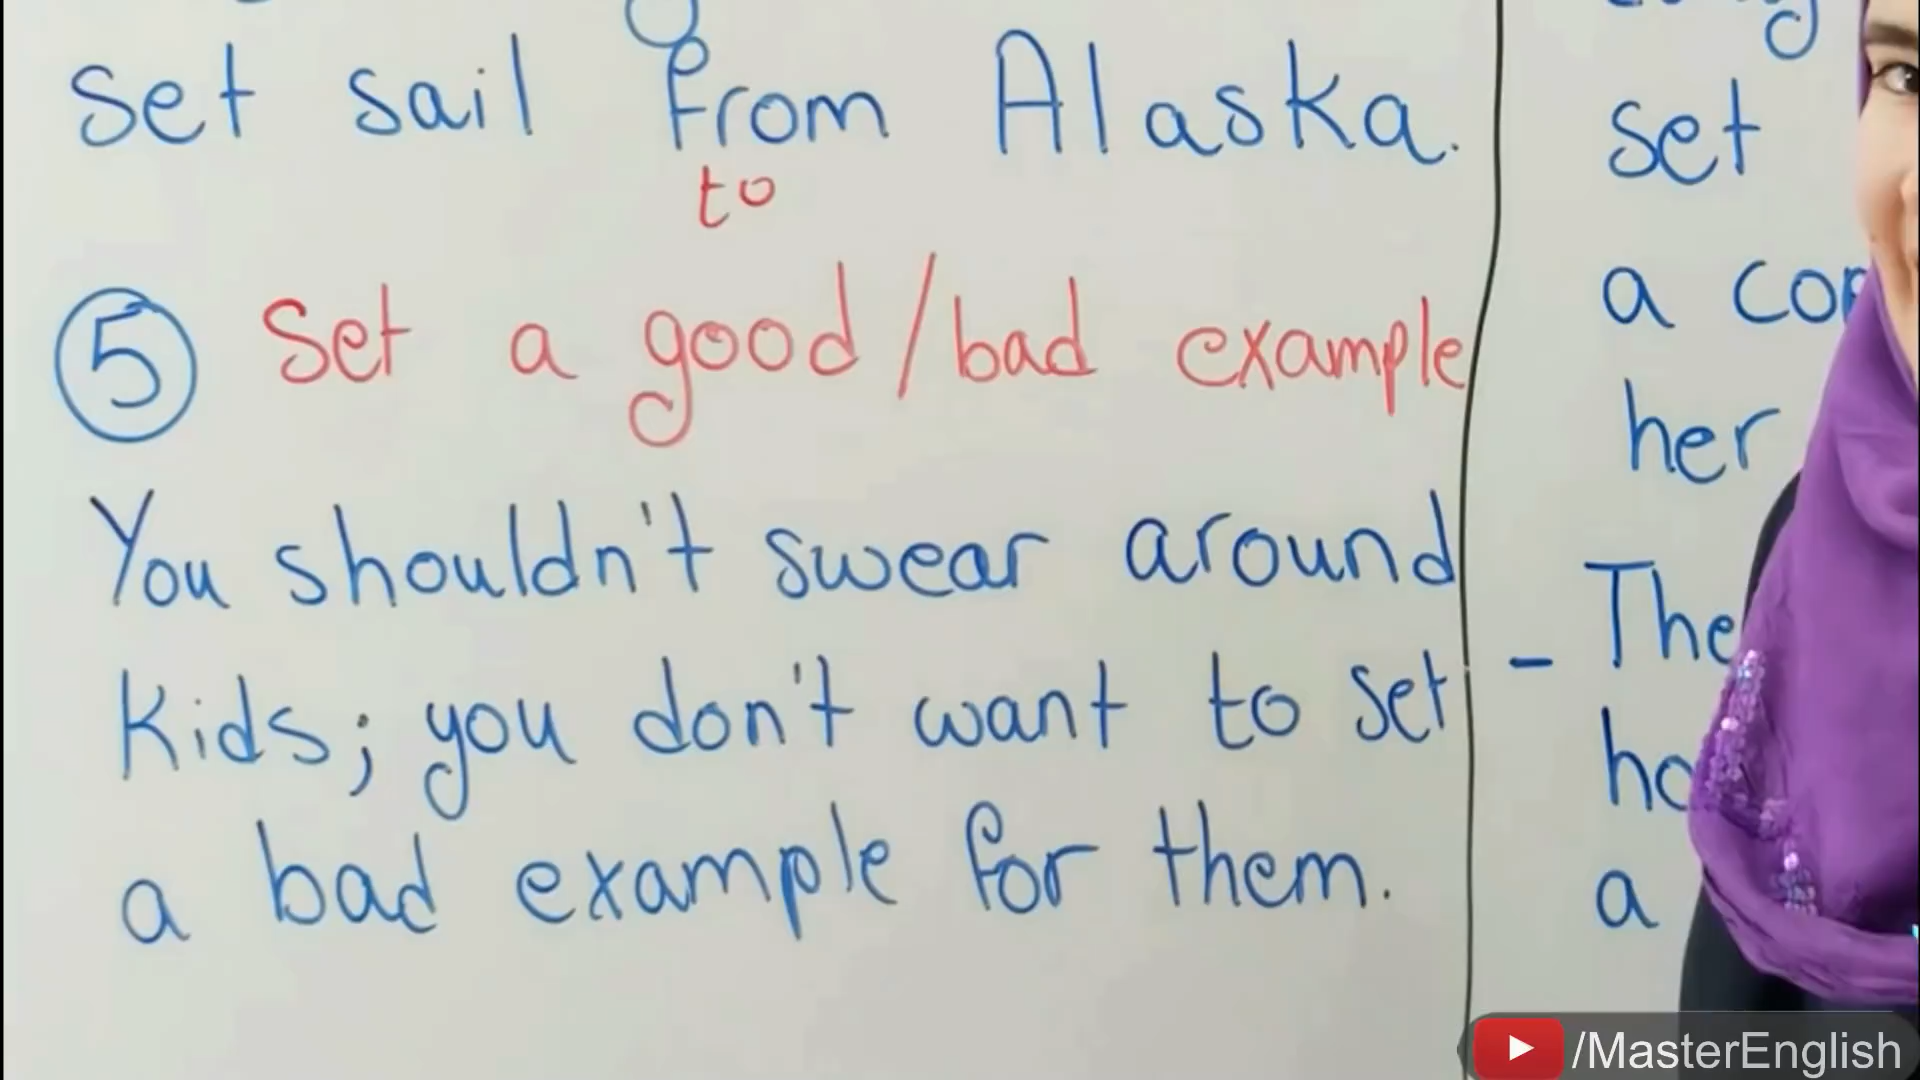 set sail from Alaska.
to
5 Set a good/bad example
You shouldn't swear around
Kids; you don't want to set
a bad example for them.
set
a
her
- The
a
/MasterEnglish